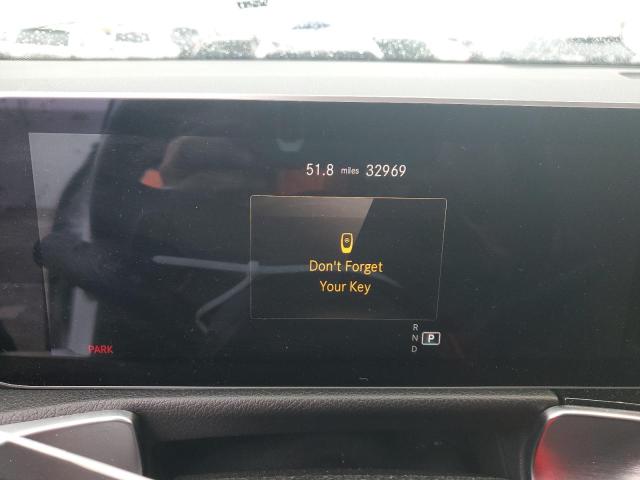 51.8 miles 32969
Don't Forget
Your Key
R
N P
D
PARK